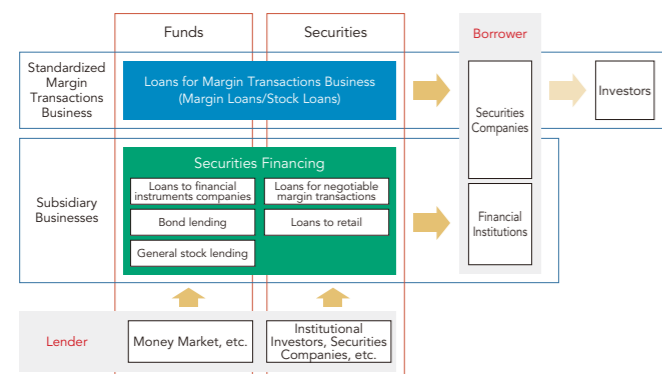 Funds
Securities
Borrower
Standardized
Margin
Transactions
Business
Loans for Margin Transactions Business
(Margin Loans/Stock Loans)
Securities
Companies
Investors
Subsidiary
Businesses
Securities Financing
Loans to financial
instruments companies
Loans for negotiable
margin transactions
Bond lending
Loans to retail
General stock lending
Financial
Institutions
Lender
Money Market, etc.
Institutional
Investors, Securities
Companies, etc.